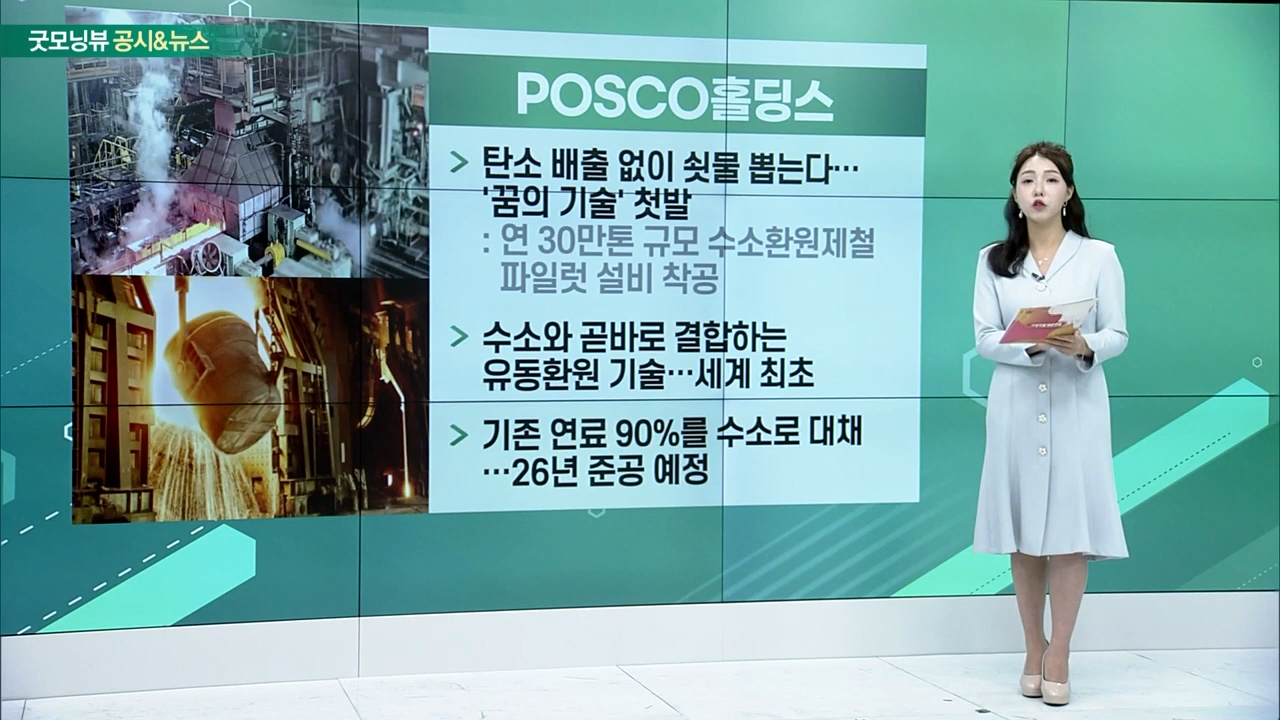 굿모닝뷰 공시&뉴스
POSCO홀딩스
> 탄소 배출 없이 쇳물 뽑는다…
'꿈의 기술' 첫발
: 연 30만톤 규모 수소환원제철
파일럿 설비 착공
> 수소와 곧바로 결합하는
유동환원 기술…세계 최초
> 기존 연료 90%를 수소로 대채
…26년 준공 예정